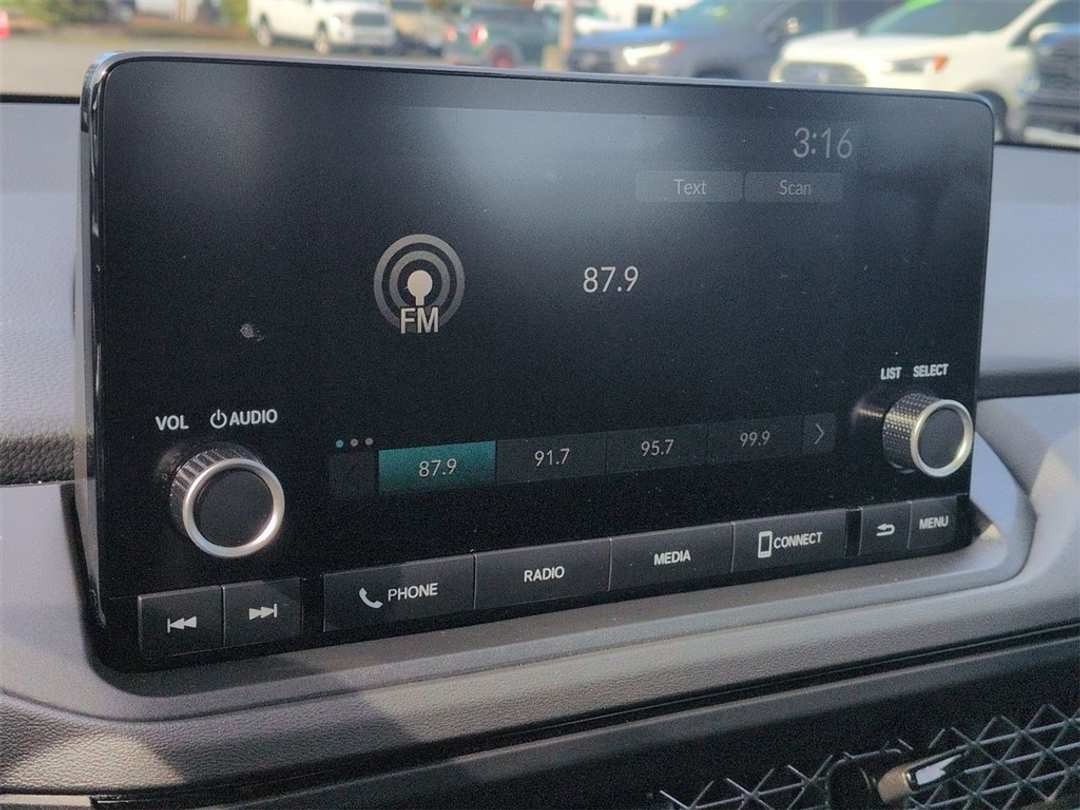 3:16
Text Scan
87.9
FM
LIST SELECT
VOL AUDIO
87.9 91.7 95.7 99.9
PHONE RADIO MEDIA CONNECT MENU